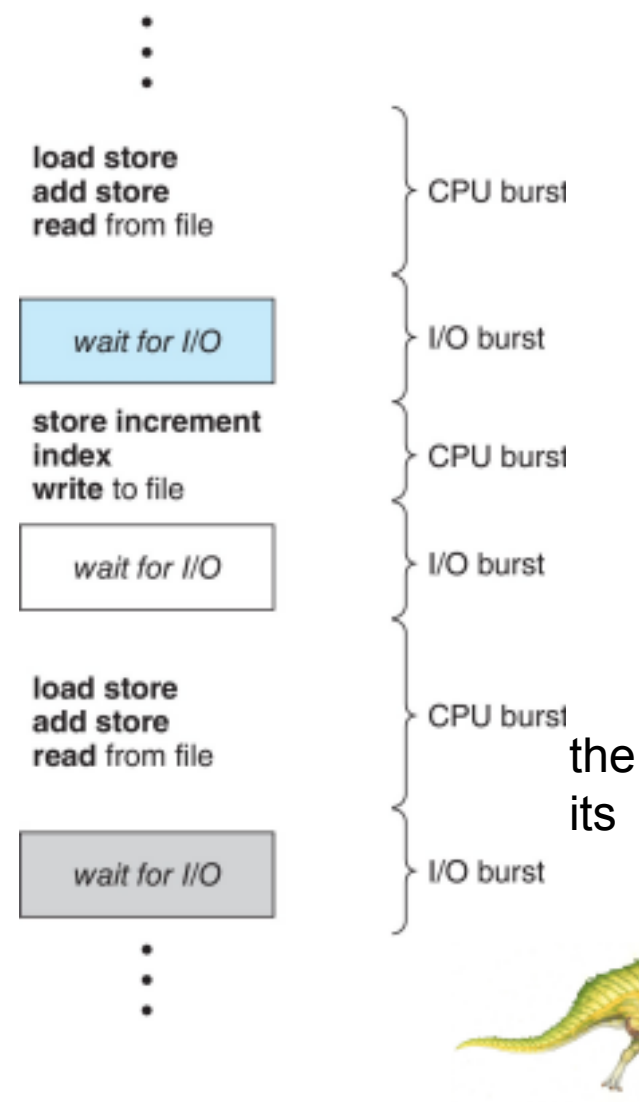 load store
add store
read from file
CPU burst
wait for I/O
I/O burst
store increment
index
write to file
CPU burst
wait for I/O
I/O burst
load store
add store
read from file
CPU burst
the
its
wait for I/O
I/O burst